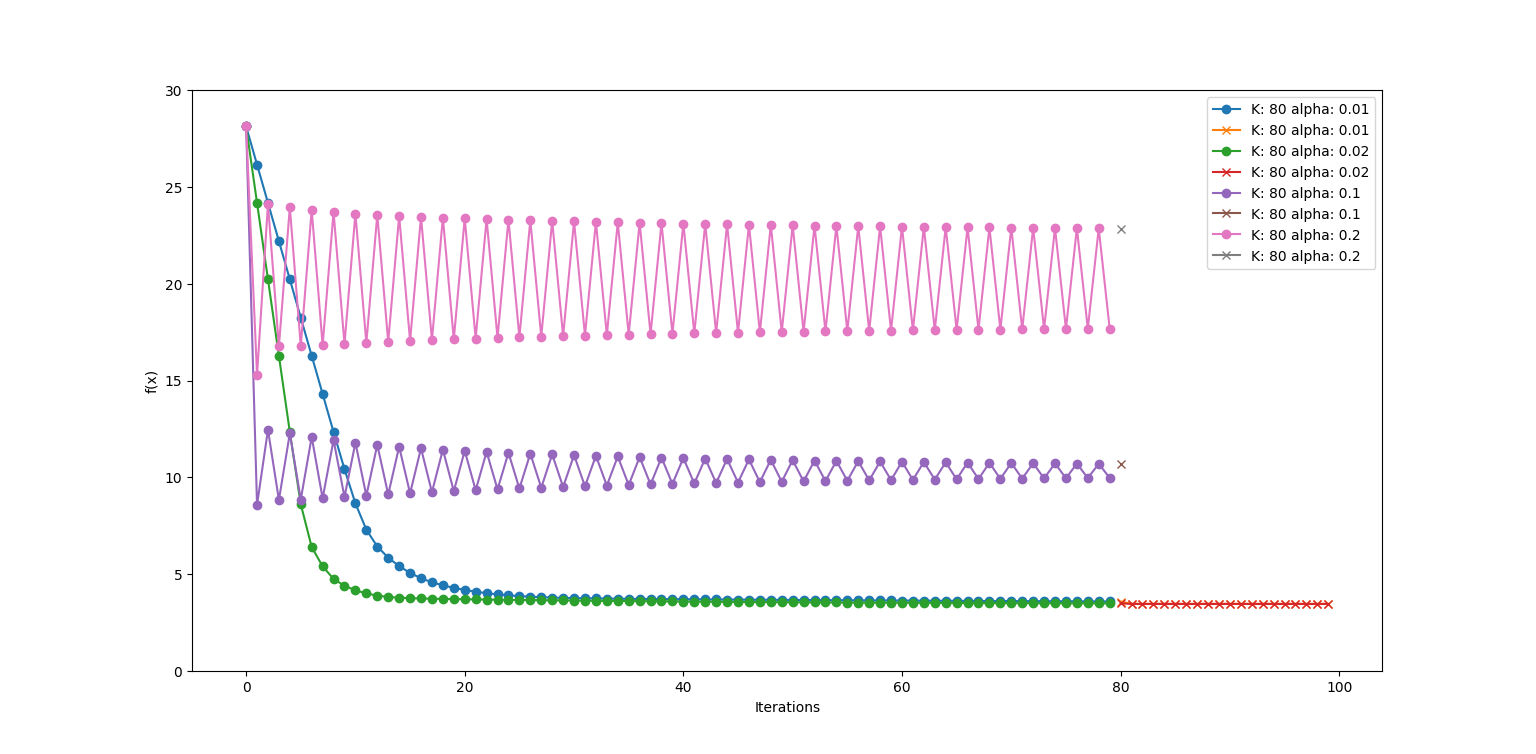 30
25
20
15
10
5
0
f(x)
0 20 40 60 80 100
Iterations
K: 80 alpha: 0.01
K: 80 alpha: 0.01
K: 80 alpha: 0.02
K: 80 alpha: 0.02
K: 80 alpha: 0.1
K: 80 alpha: 0.1
K: 80 alpha: 0.2
K: 80 alpha: 0.2